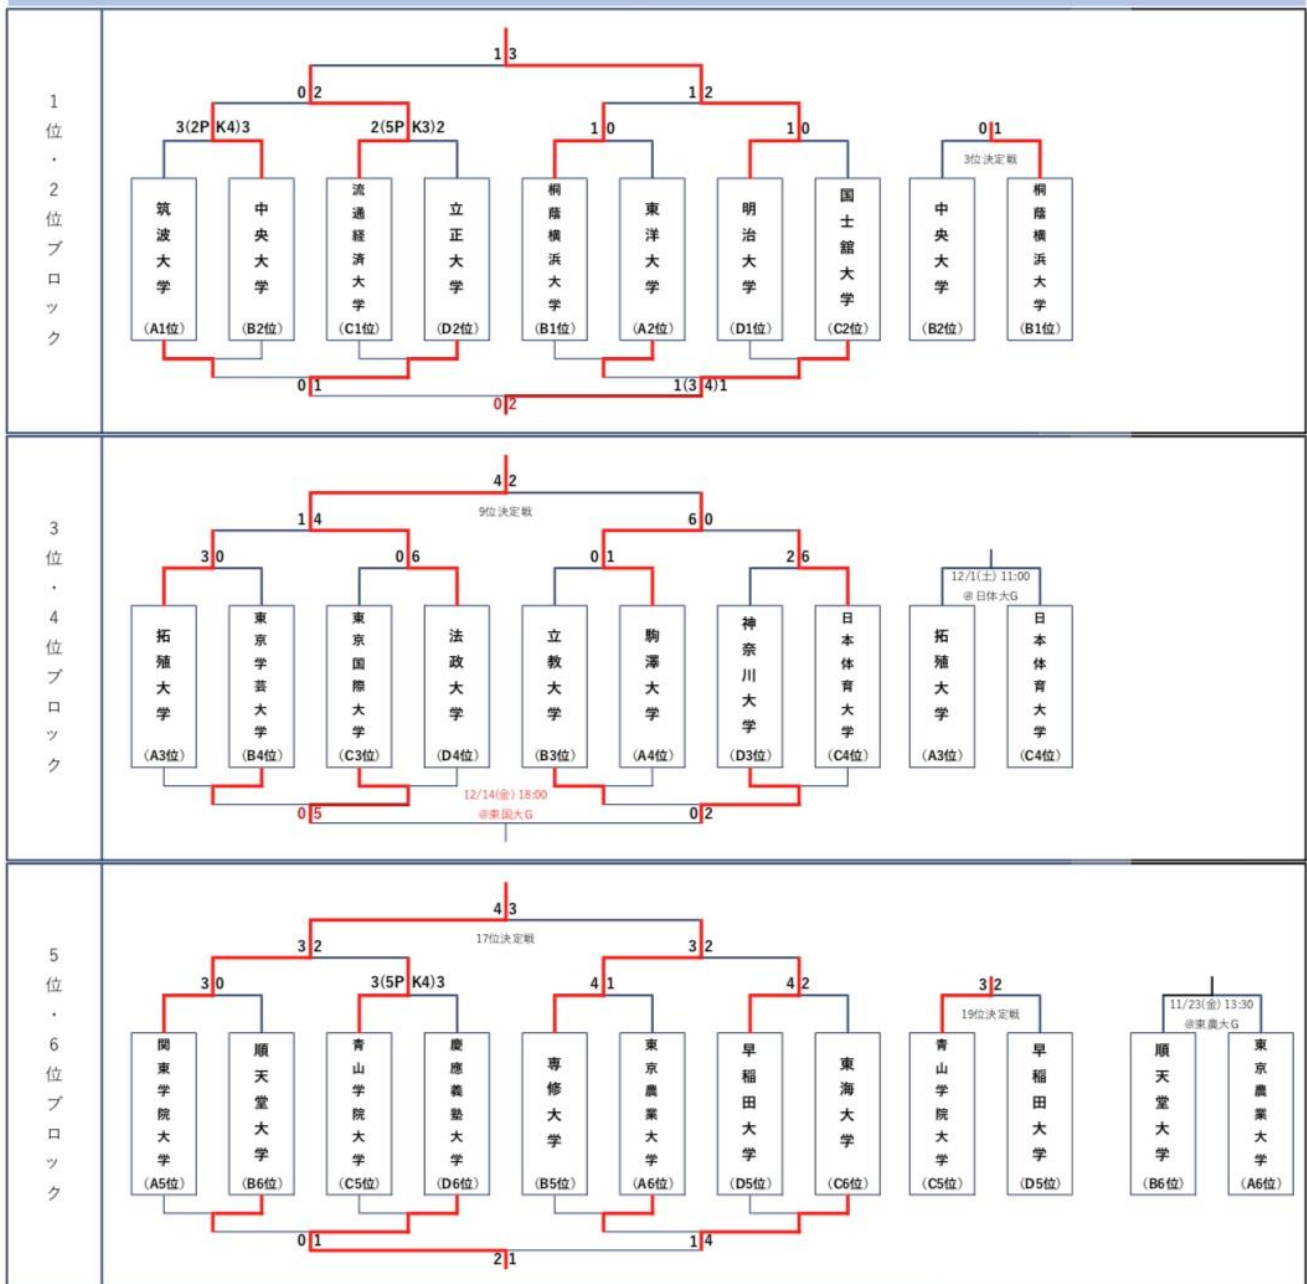 1位・2位ブロック
1 3
0 2
1 2
3(2P K4)3
2(5P K3)2
1 0
1 0
0 1
3位決定戦
筑波大学
(A1位)
中央大学
(B2位)
流通経済大学
(C1位)
立正大学
(D2位)
桐蔭横浜大学
(B1位)
東洋大学
(A2位)
明治大学
(D1位)
国士舘大学
(C2位)
中央大学
(B2位)
桐蔭横浜大学
(B1位)
0 1
1(3 4)1
0 2
3位・4位ブロック
4 2
9位決定戦
1 4
6 0
3 0
0 6
0 1
2 6
12/1(土) 11:00
@日体大G
拓殖大学
(A3位)
東京学芸大学
(B4位)
東京国際大学
(C3位)
法政大学
(D4位)
立教大学
(B3位)
駒澤大学
(A4位)
神奈川大学
(D3位)
日本体育大学
(C4位)
拓殖大学
(A3位)
日本体育大学
(C4位)
12/14(金) 18:00
@東国大G
0 5
0 2
5位・6位ブロック
4 3
17位決定戦
3 2
3 2
3 0
3(5P K4)3
4 1
4 2
3 2
19位決定戦
11/23(金) 13:30
@東農大G
関東学院大学
(A5位)
順天堂大学
(B6位)
青山学院大学
(C5位)
慶應義塾大学
(D6位)
専修大学
(B5位)
東京農業大学
(A6位)
早稲田大学
(D5位)
東海大学
(C6位)
青山学院大学
(C5位)
早稲田大学
(D5位)
順天堂大学
(B6位)
東京農業大学
(A6位)
0 1
1 4
2 1